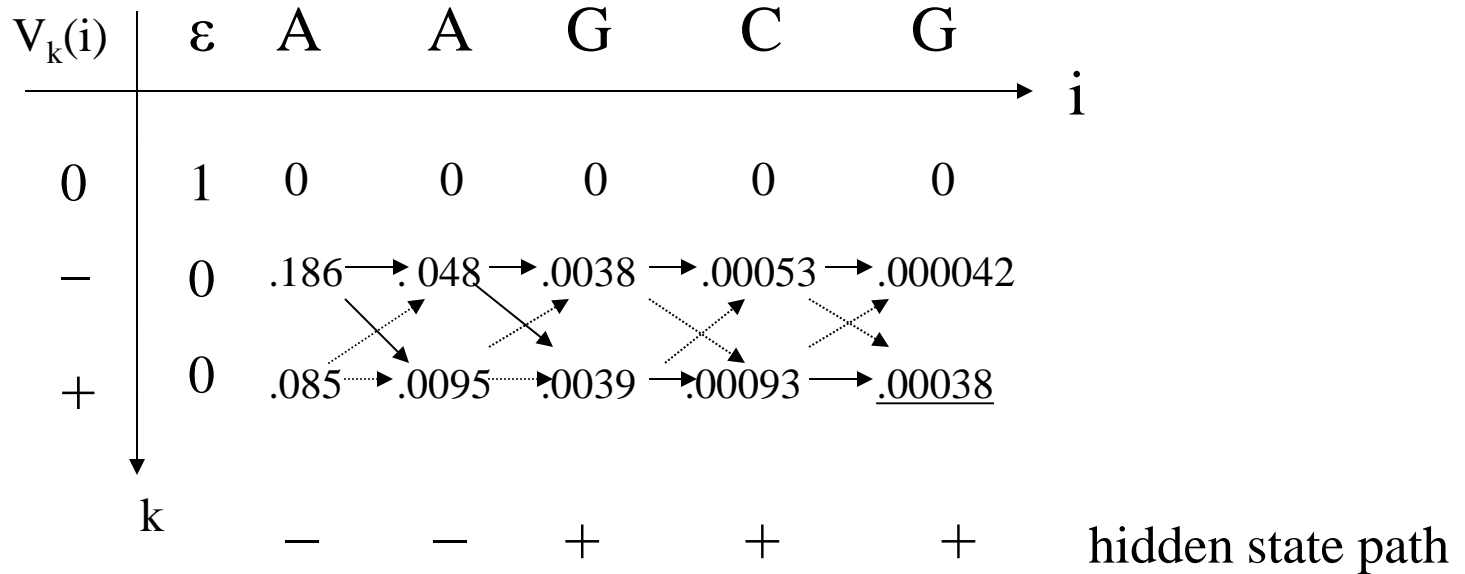 Vk(i) ε A A G C G
i
0 1 0 0 0 0 0
− 0 .186 . 048 .0038 .00053 .000042
+ 0 .085 .0095 .0039 .00093 .00038
k
− − + + + hidden state path